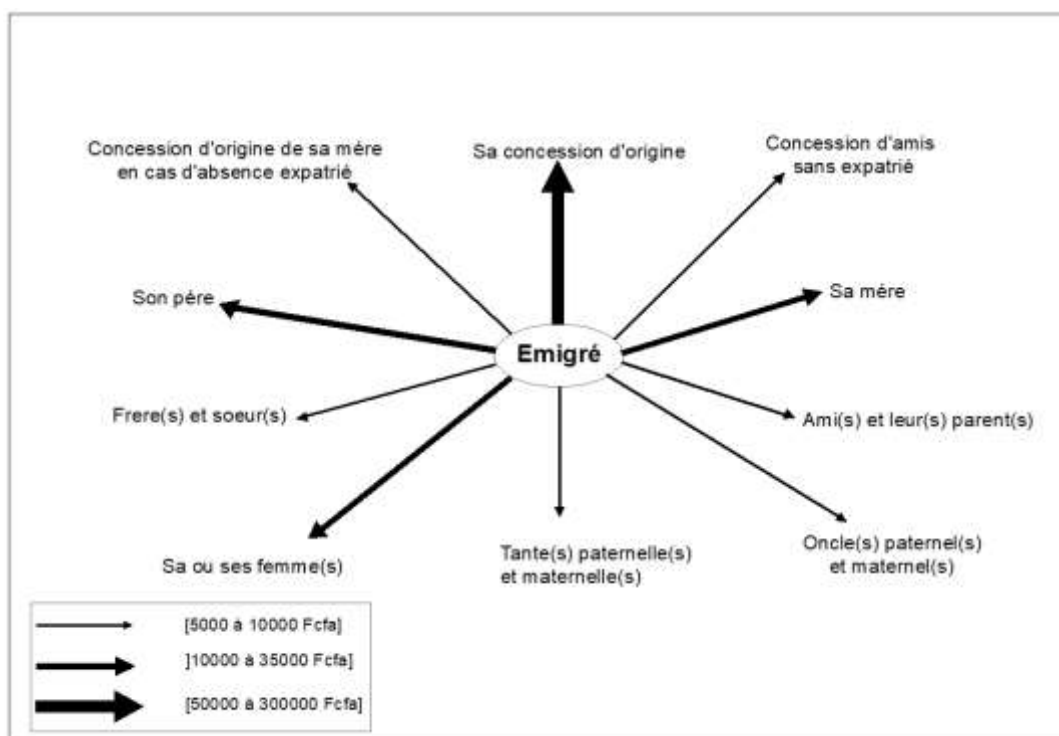 Concession d'origine de sa mére
en cas d'absence expatrié
Sa concession d'origine
Concession d'amis
sans expatrié
Son pére
Sa mére
Emigré
Frere(s) et soeur(s)
Ami(s) et leur(s) parent(s)
Sa ou ses femme(s)
Tante(s) paternelle(s)
et maternelle(s)
Oncle(s) paternel(s)
et maternel(s)
[5000 à 10000 Fcfa]
]10000 à 35000 Fcfa]
[50000 à 300000 Fcfa]